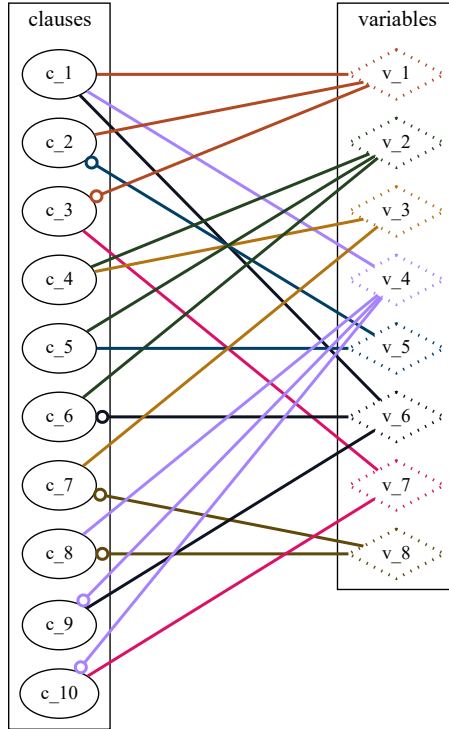 clauses
c_1
c_2
c_3
c_4
c_5
c_6
c_7
c_8
c_9
c_10
variables
v_1
v_2
v_3
v_4
v_5
v_6
v_7
v_8